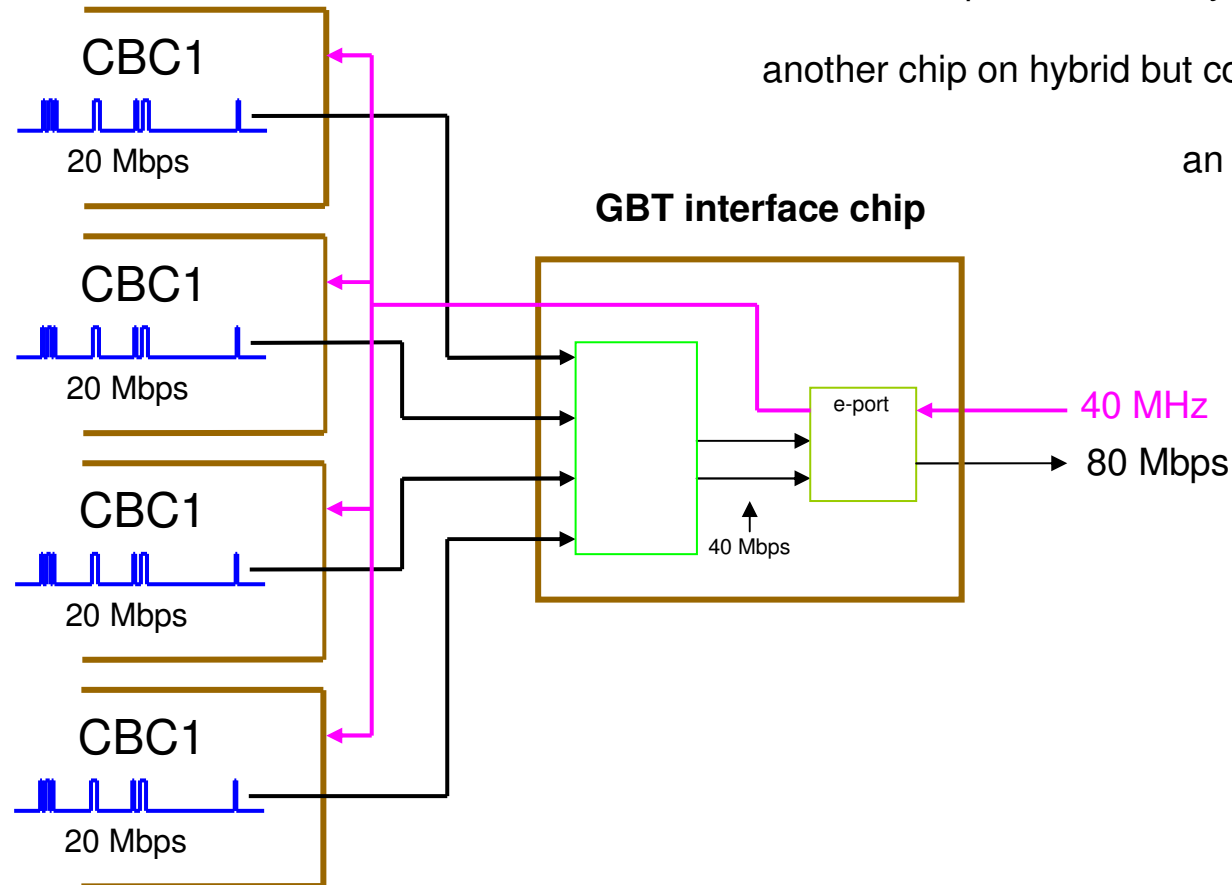 another chip on hybrid but
an
CBC1
20 Mbps
CBC1
20 Mbps
CBC1
20 Mbps
CBC1
20 Mbps
GBT interface chip
e-port
40 Mbps
40 MHz
80 Mbps